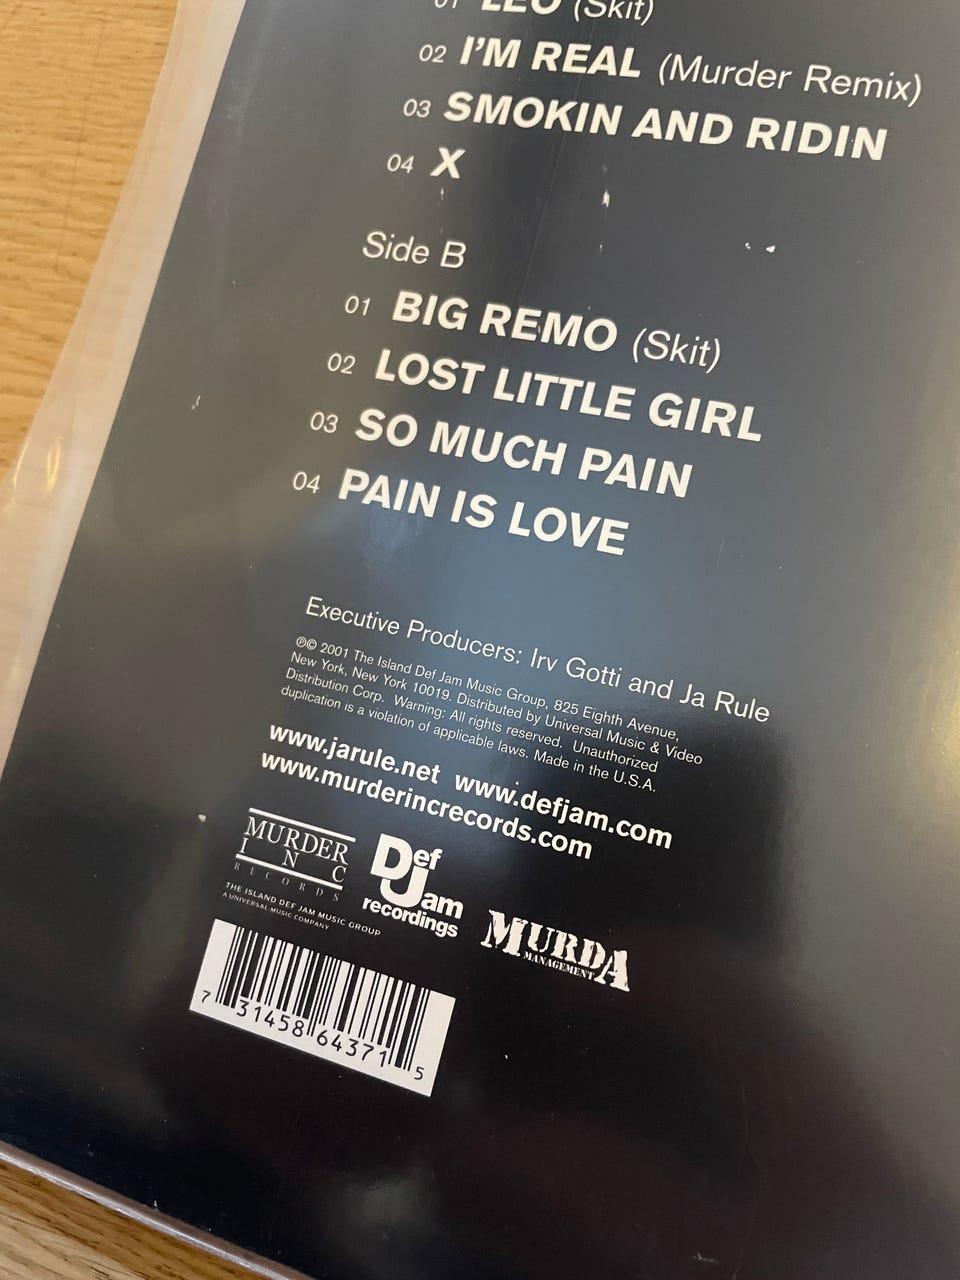 01 LEO (Skit)
02 I'M REAL (Murder Remix)
03 SMOKIN AND RIDIN
04 X
Side B
01 BIG REMO (Skit)
02 LOST LITTLE GIRL
03 SO MUCH PAIN
04 PAIN IS LOVE
Executive Producers: Irv Gotti and Ja Rule
℗© 2001 The Island Def Jam Music Group, 825 Eighth Avenue,
New York, New York 10019. Distributed by Universal Music & Video
Distribution Corp. Warning: All rights reserved. Unauthorized
duplication is a violation of applicable laws. Made in the U.S.A.
www.jarule.net www.defjam.com
www.murderincrecords.com
MURDER
INC
RECORDS
THE ISLAND DEF JAM MUSIC GROUP
A UNIVERSAL MUSIC COMPANY
Def
Jam
recordings
MURDA
MANAGEMENT
7 31458 64371 5